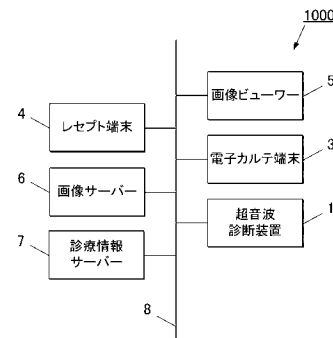 1000
5
画像ビューワー
4
レセプト端末
3
電子カルテ端末
6
画像サーバー
1
超音波
診断装置
7
診療情報
サーバー
8